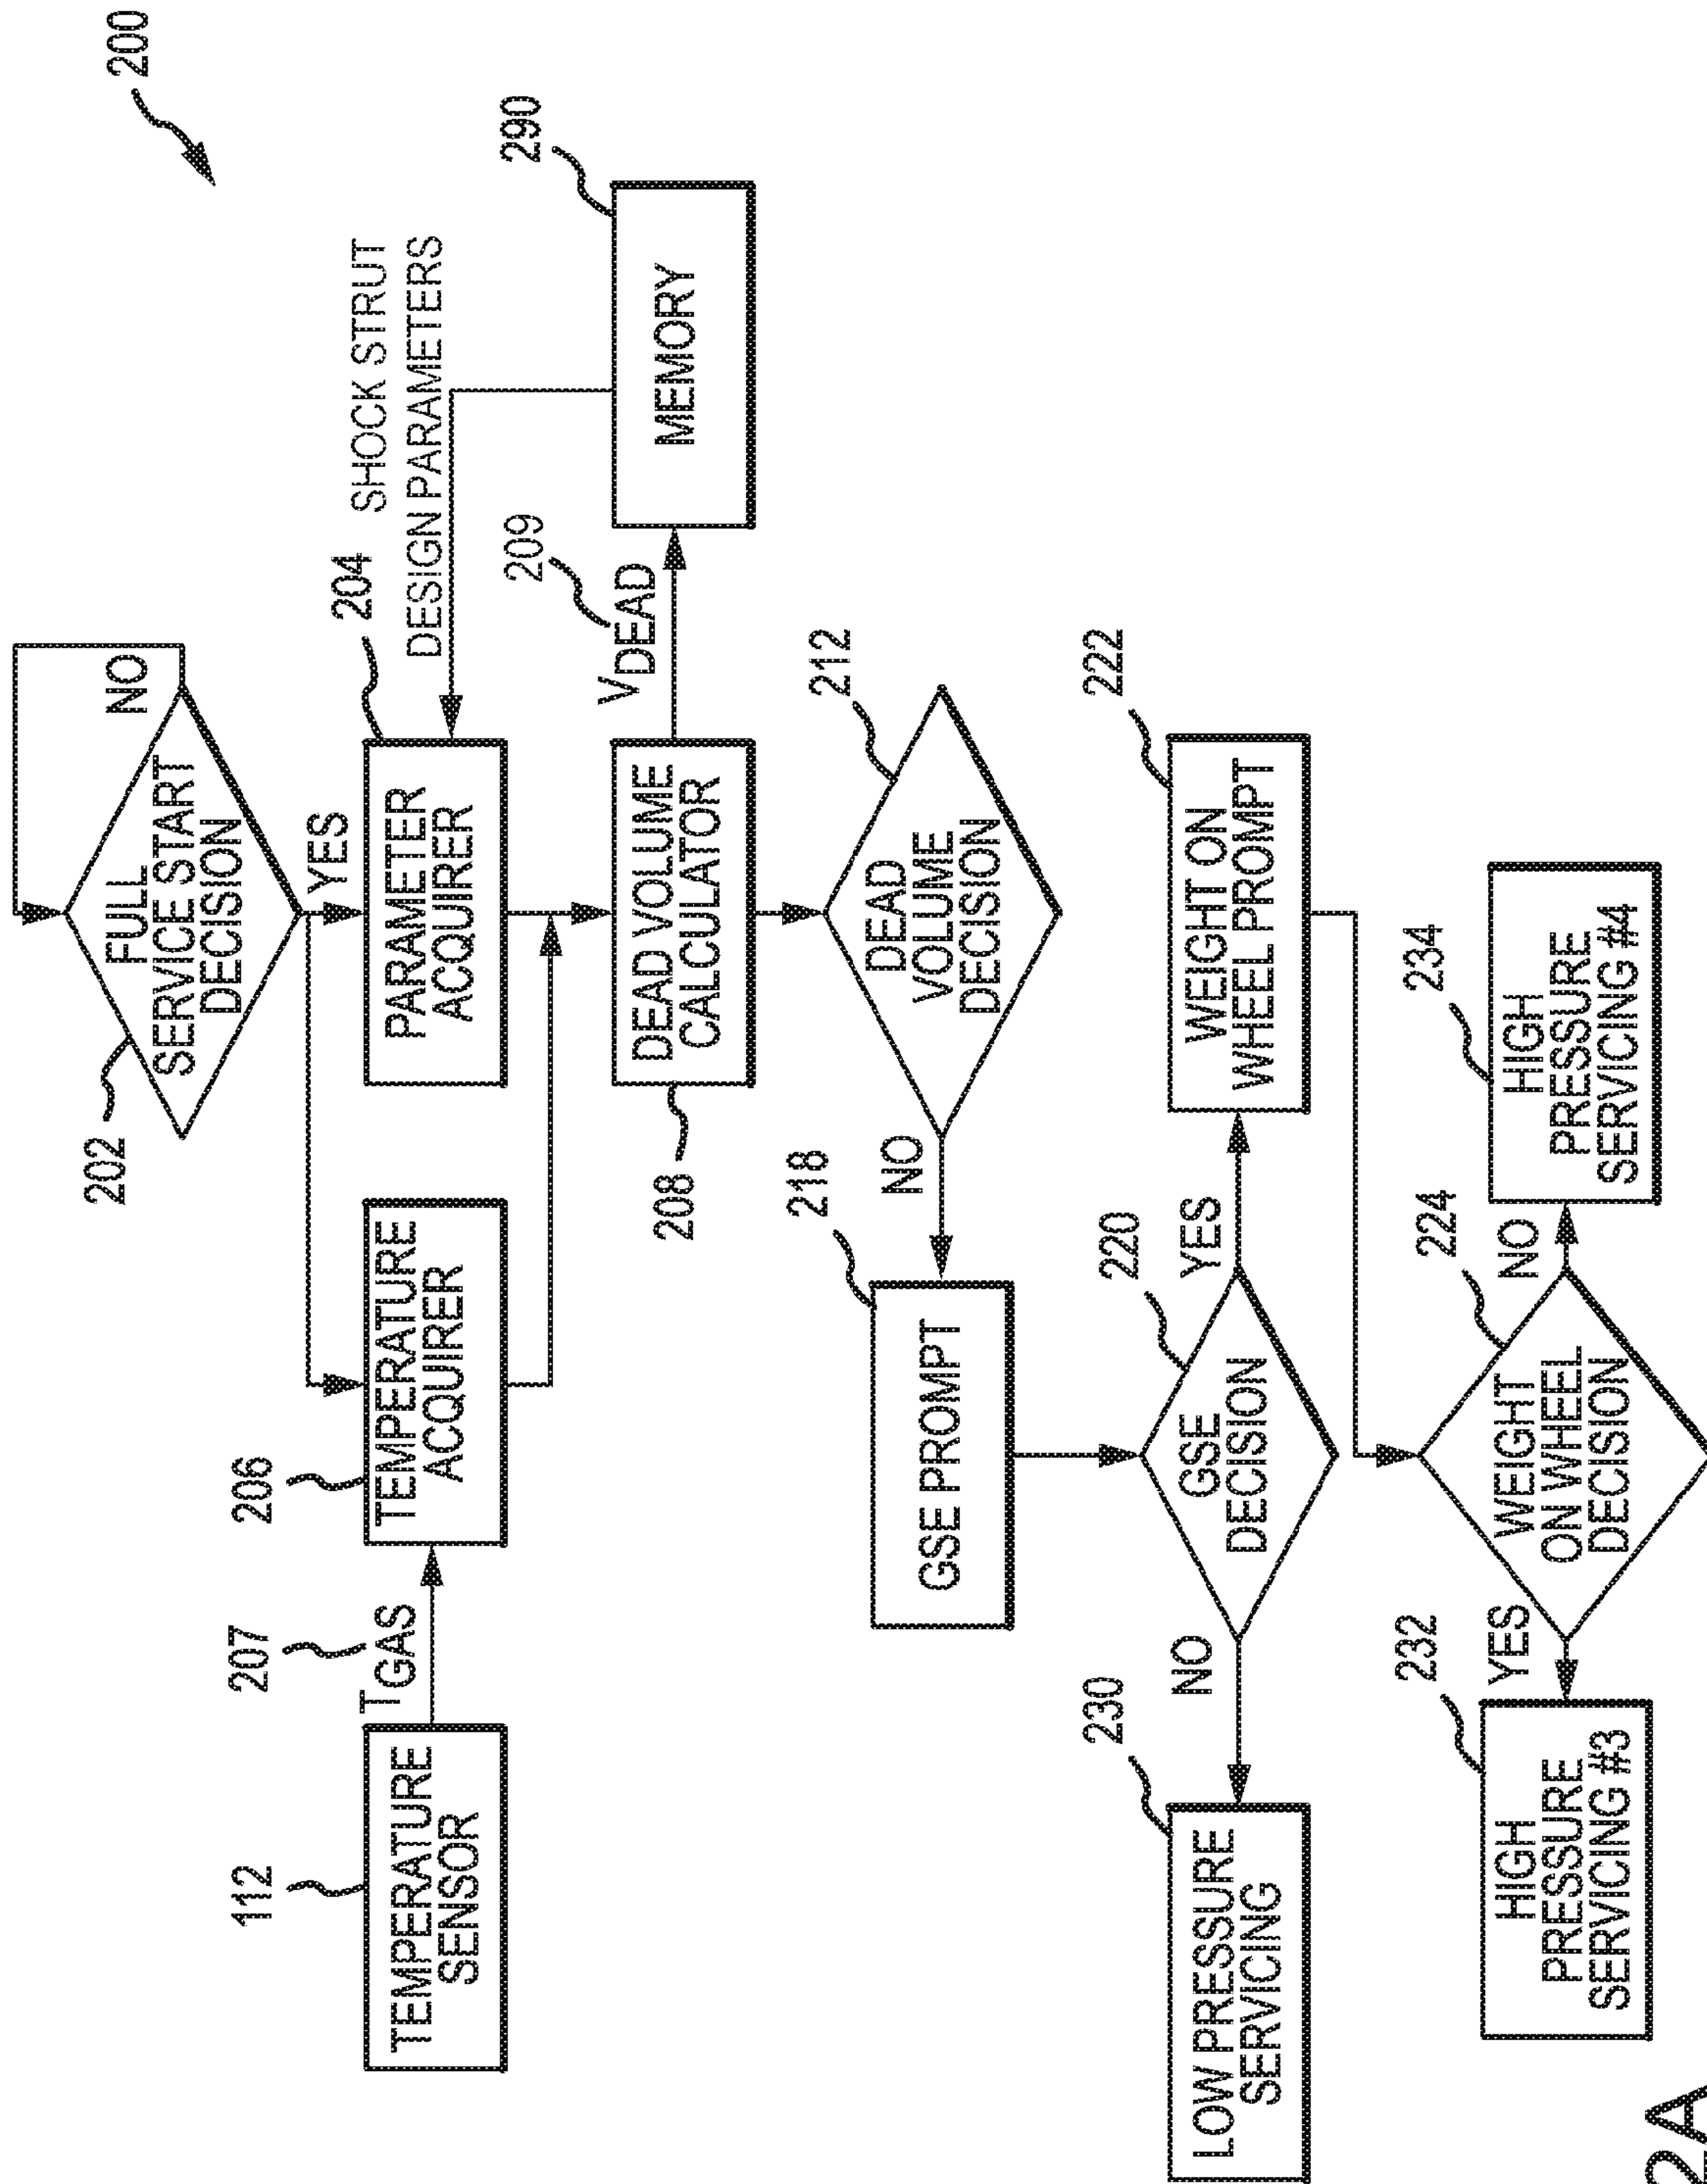 200
FULL
SERVICE START
DECISION
NO
202
YES
TEMPERATURE
SENSOR
112
TGAS
207
TEMPERATURE
ACQUIRER
206
PARAMETER
ACQUIRER
204
SHOCK STRUT
DESIGN PARAMETERS
DEAD VOLUME
CALCULATOR
208
VDEAD
209
MEMORY
290
DEAD
VOLUME
DECISION
212
NO
GSE PROMPT
218
GSE
DECISION
220
NO
YES
LOW PRESSURE
SERVICING
230
WEIGHT ON
WHEEL PROMPT
222
WEIGHT
ON WHEEL
DECISION
224
YES
NO
HIGH
PRESSURE
SERVICING #3
232
HIGH
PRESSURE
SERVICING #4
234
2A